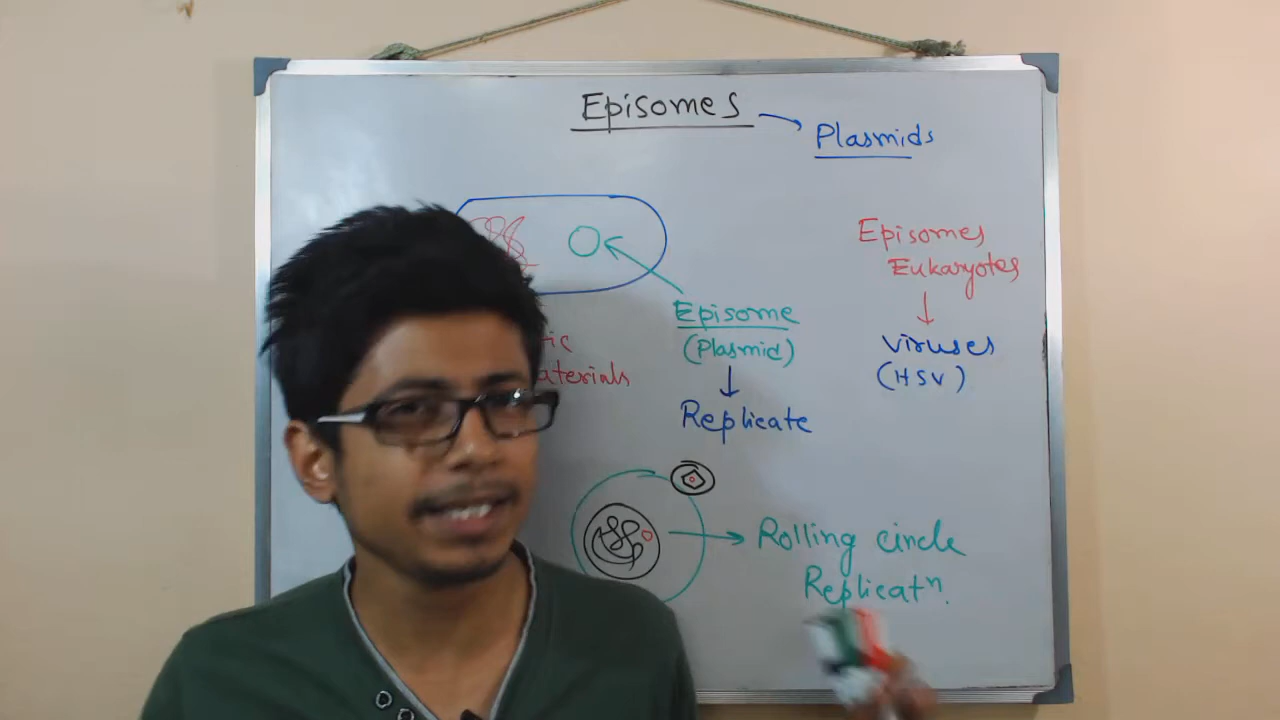 Episomes
Plasmids
Episome
(Plasmid)
Replicate
Episomes
Eukaryotes
Viruses
(HSV)
Rolling circle
Replicatⁿ.